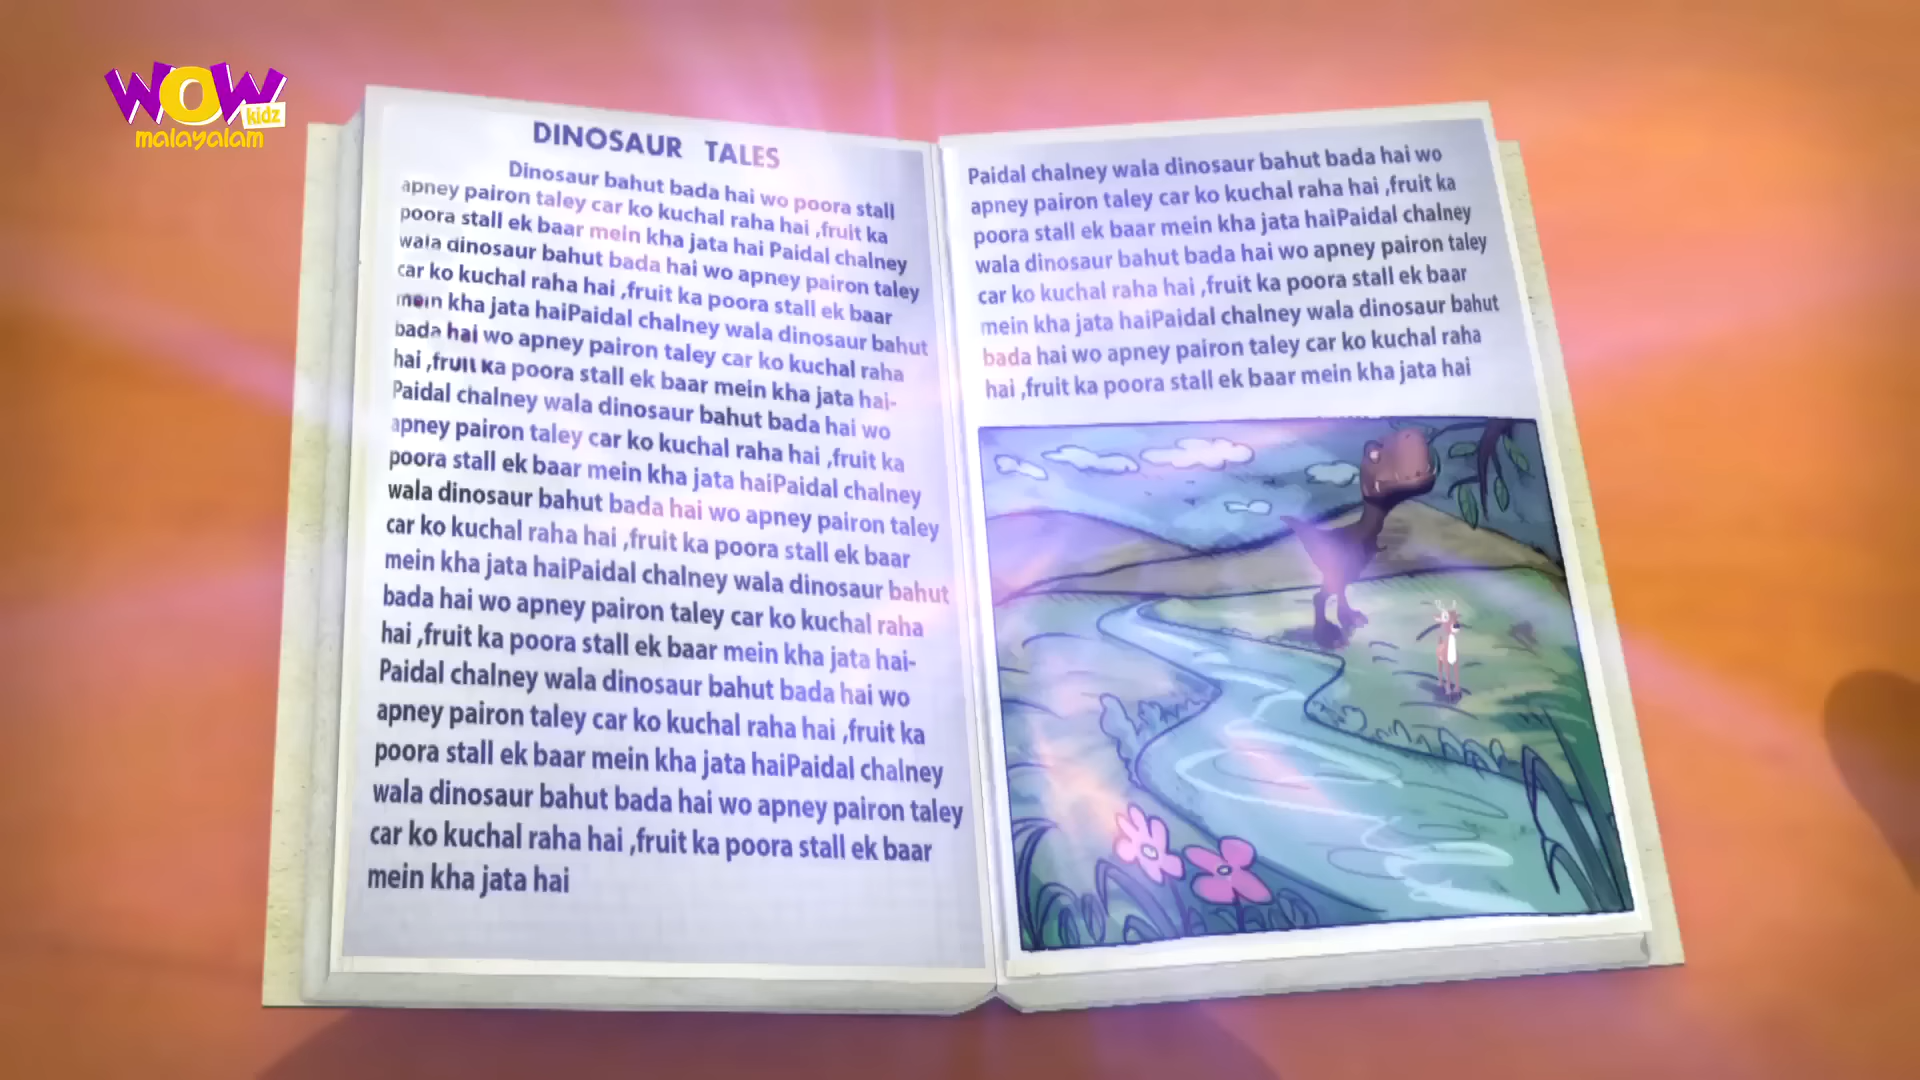 WOW
kidz
malayalam
DINOSAUR TALES
Dinosaur bahut bada hai wo poora stall
apney pairon taley car ko kuchal raha hai ,fruit ka
poora stall ek baar mein kha jata hai Paidal chalney
wala dinosaur bahut bada hai wo apney pairon taley
car ko kuchal raha hai ,fruit ka poora stall ek baar
mein kha jata haiPaidal chalney wala dinosaur bahut
bada hai wo apney pairon taley car ko kuchal raha
hai ,fruit ka poora stall ek baar mein kha jata hai-
Paidal chalney wala dinosaur bahut bada hai wo
apney pairon taley car ko kuchal raha hai ,fruit ka
poora stall ek baar mein kha jata haiPaidal chalney
wala dinosaur bahut bada hai wo apney pairon taley
car ko kuchal raha hai ,fruit ka poora stall ek baar
mein kha jata haiPaidal chalney wala dinosaur bahut
bada hai wo apney pairon taley car ko kuchal raha
hai ,fruit ka poora stall ek baar mein kha jata hai-
Paidal chalney wala dinosaur bahut bada hai wo
apney pairon taley car ko kuchal raha hai ,fruit ka
poora stall ek baar mein kha jata haiPaidal chalney
wala dinosaur bahut bada hai wo apney pairon taley
car ko kuchal raha hai ,fruit ka poora stall ek baar
mein kha jata hai
Paidal chalney wala dinosaur bahut bada hai wo
apney pairon taley car ko kuchal raha hai ,fruit ka
poora stall ek baar mein kha jata haiPaidal chalney
wala dinosaur bahut bada hai wo apney pairon taley
car ko kuchal raha hai ,fruit ka poora stall ek baar
mein kha jata haiPaidal chalney wala dinosaur bahut
bada hai wo apney pairon taley car ko kuchal raha
hai ,fruit ka poora stall ek baar mein kha jata hai